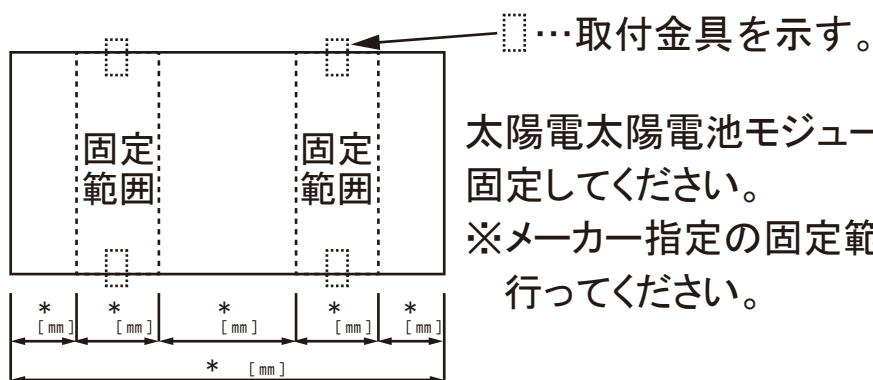 …取付金具を示す。
固定
範囲
固定
範囲
太陽電太陽電池モジュー
固定してください。
※メーカー指定の固定範
行ってください。
* * * * *
[mm] [mm] [mm] [mm] [mm]
* [mm]